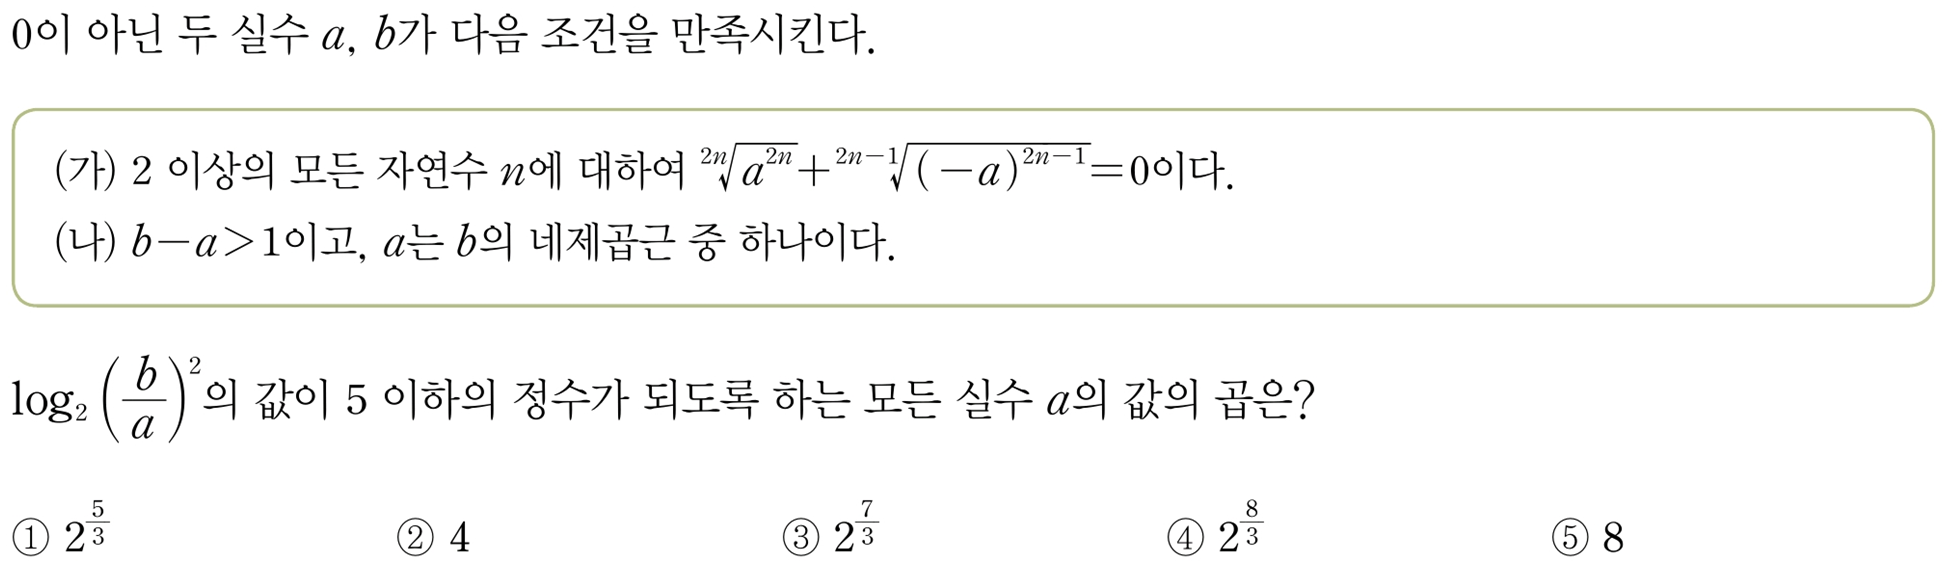 0이 아닌 두 실수 a, b가 다음 조건을 만족시킨다.
(가) 2 이상의 모든 자연수 n에 대하여 $\sqrt[2n]{a^{2n}}+\sqrt[2n-1]{(-a)^{2n-1}}=0$이다.
(나) b-a>1이고, a는 b의 네제곱근 중 하나이다.
$\log_2\left(\frac{b}{a}\right)^2$의 값이 5 이하의 정수가 되도록 하는 모든 실수 a의 값의 곱은?
① $2^{\frac{5}{3}}$ ② 4 ③ $2^{\frac{7}{3}}$ ④ $2^{\frac{8}{3}}$ ⑤ 8